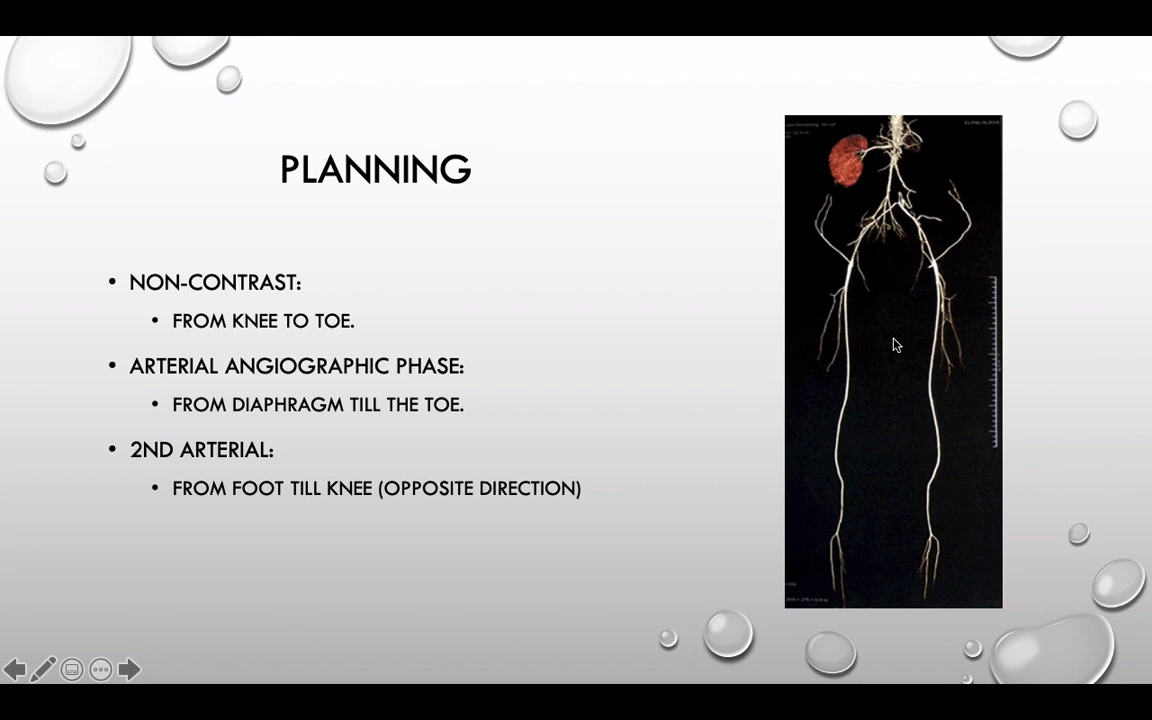 PLANNING
• NON-CONTRAST:
• FROM KNEE TO TOE.
• ARTERIAL ANGIOGRAPHIC PHASE:
• FROM DIAPHRAGM TILL THE TOE.
• 2ND ARTERIAL:
• FROM FOOT TILL KNEE (OPPOSITE DIRECTION)